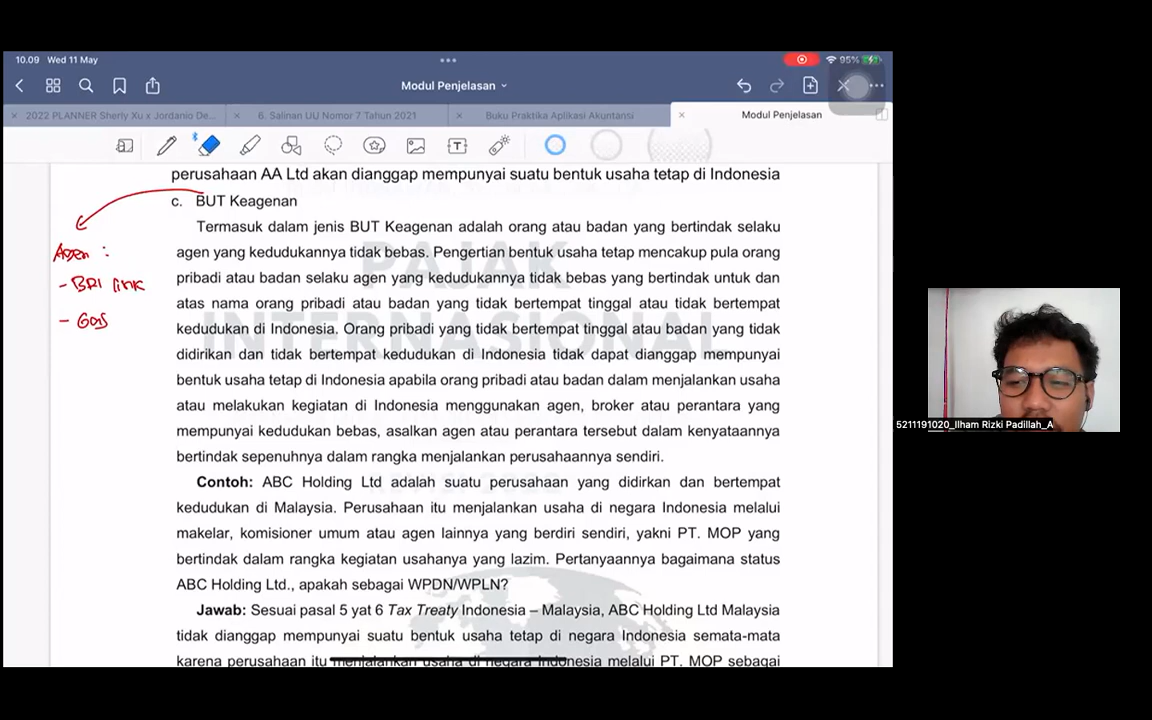 10.09 Wed 11 May
95%
Modul Penjelasan
2022 PLANNER Sherly Xu x Jordanio De...
6. Salinan UU Nomor 7 Tahun 2021
Buku Praktika Aplikasi Akuntansi
Modul Penjelasan
perusahaan AA Ltd akan dianggap mempunyai suatu bentuk usaha tetap di Indonesia
c. BUT Keagenan
Termasuk dalam jenis BUT Keagenan adalah orang atau badan yang bertindak selaku
Agen :
agen yang kedudukannya tidak bebas. Pengertian bentuk usaha tetap mencakup pula orang
- BRI link
pribadi atau badan selaku agen yang kedudukannya tidak bebas yang bertindak untuk dan
atas nama orang pribadi atau badan yang tidak bertempat tinggal atau tidak bertempat
- Gas
kedudukan di Indonesia. Orang pribadi yang tidak bertempat tinggal atau badan yang tidak
didirikan dan tidak bertempat kedudukan di Indonesia tidak dapat dianggap mempunyai
bentuk usaha tetap di Indonesia apabila orang pribadi atau badan dalam menjalankan usaha
atau melakukan kegiatan di Indonesia menggunakan agen, broker atau perantara yang
mempunyai kedudukan bebas, asalkan agen atau perantara tersebut dalam kenyataannya
bertindak sepenuhnya dalam rangka menjalankan perusahaannya sendiri.
Contoh: ABC Holding Ltd adalah suatu perusahaan yang didirkan dan bertempat
kedudukan di Malaysia. Perusahaan itu menjalankan usaha di negara Indonesia melalui
makelar, komisioner umum atau agen lainnya yang berdiri sendiri, yakni PT. MOP yang
bertindak dalam rangka kegiatan usahanya yang lazim. Pertanyaannya bagaimana status
ABC Holding Ltd., apakah sebagai WPDN/WPLN?
Jawab: Sesuai pasal 5 yat 6 Tax Treaty Indonesia – Malaysia, ABC Holding Ltd Malaysia
tidak dianggap mempunyai suatu bentuk usaha tetap di negara Indonesia semata-mata
karena perusahaan itu menjalankan usaha di negara Indonesia melalui PT. MOP sebagai
PAJAK
INTERNASIONAL
5211191020_Ilham Rizki Padillah_A